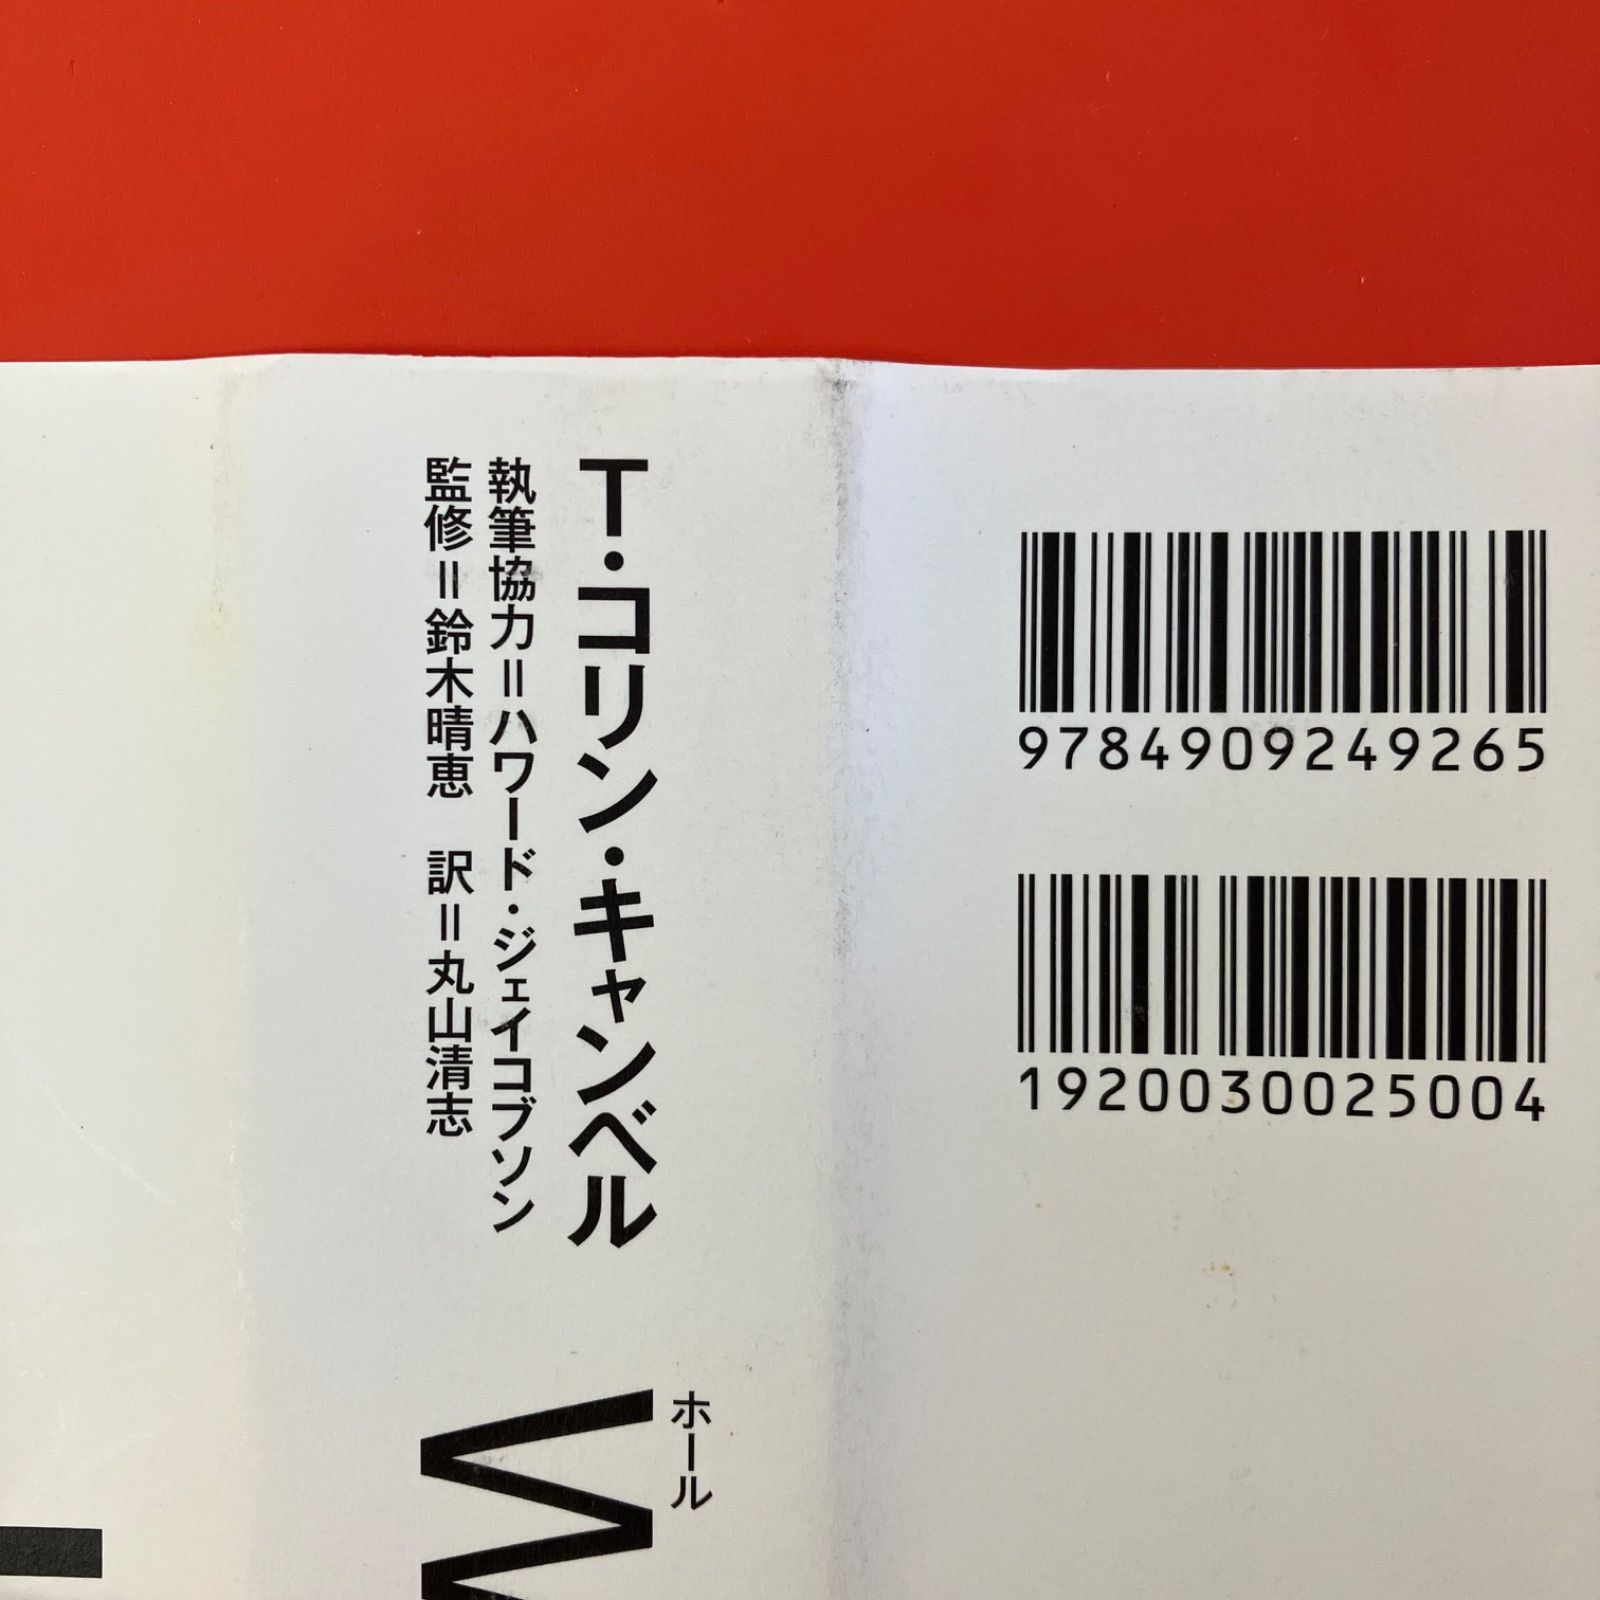 T・コリン・キャンベル
執筆協力＝ハワード・ジェイコブソン
監修＝鈴木晴恵　訳＝丸山清志
ホール
W
9784909249265
1920030025004